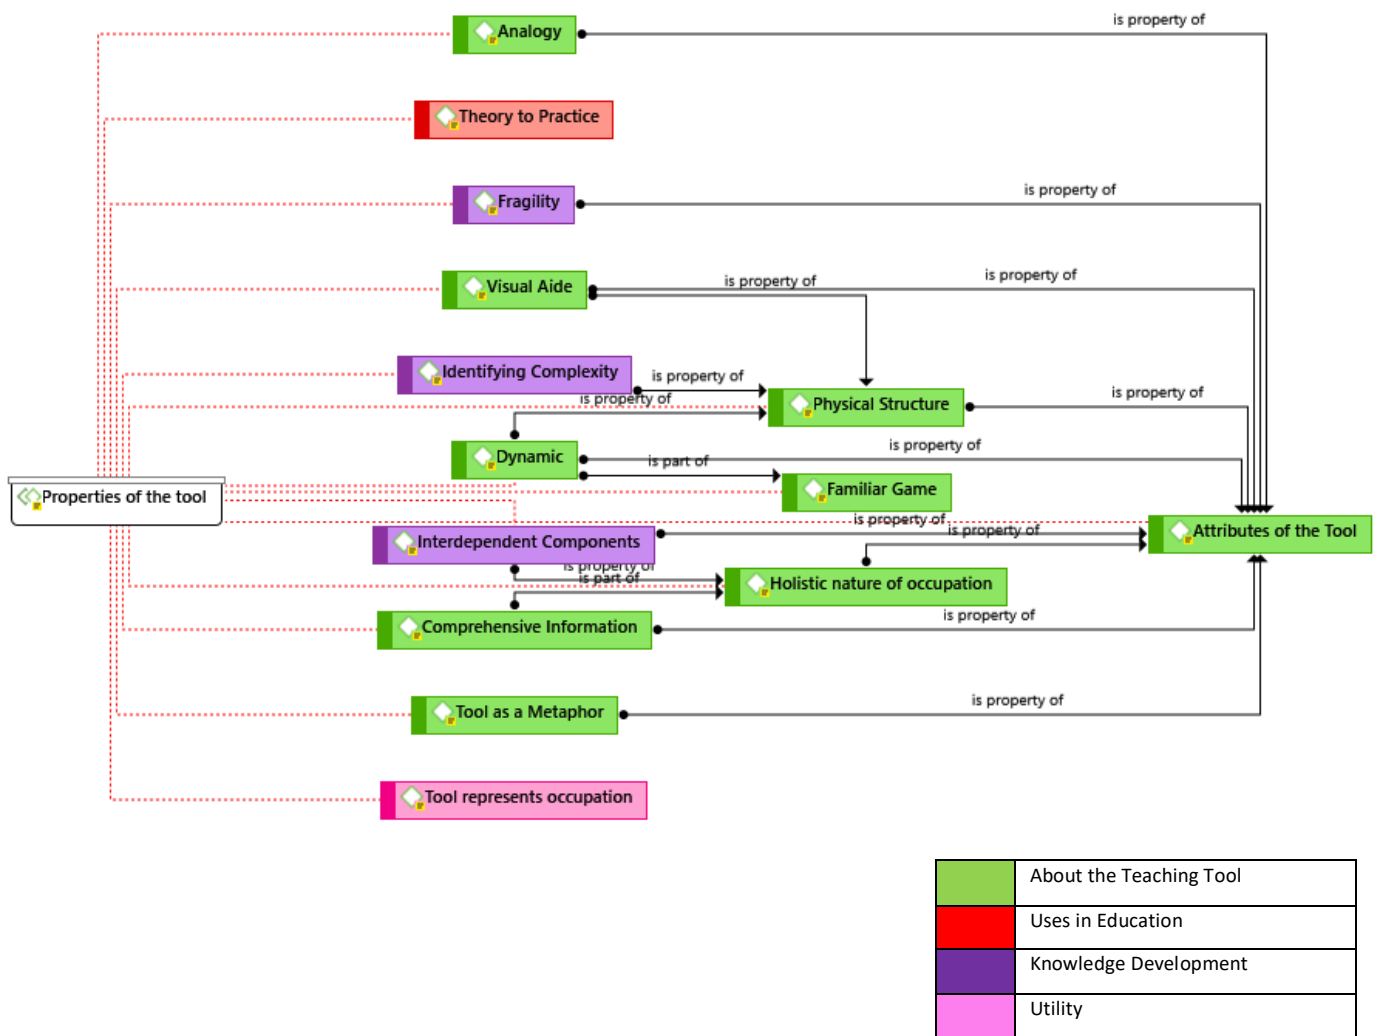 is property of
Analogy
Theory to Practice
is property of
Fragility
is property of
is property of
Visual Aide
is property of
Identifying Complexity
is property of
is property of
Physical Structure
is property of
Dynamic
is part of
Familiar Game
Properties of the tool
is property of
is property of
Attributes of the Tool
Interdependent Components
is property of
is part of
Holistic nature of occupation
is property of
Comprehensive Information
is property of
Tool as a Metaphor
Tool represents occupation
About the Teaching Tool
Uses in Education
Knowledge Development
Utility